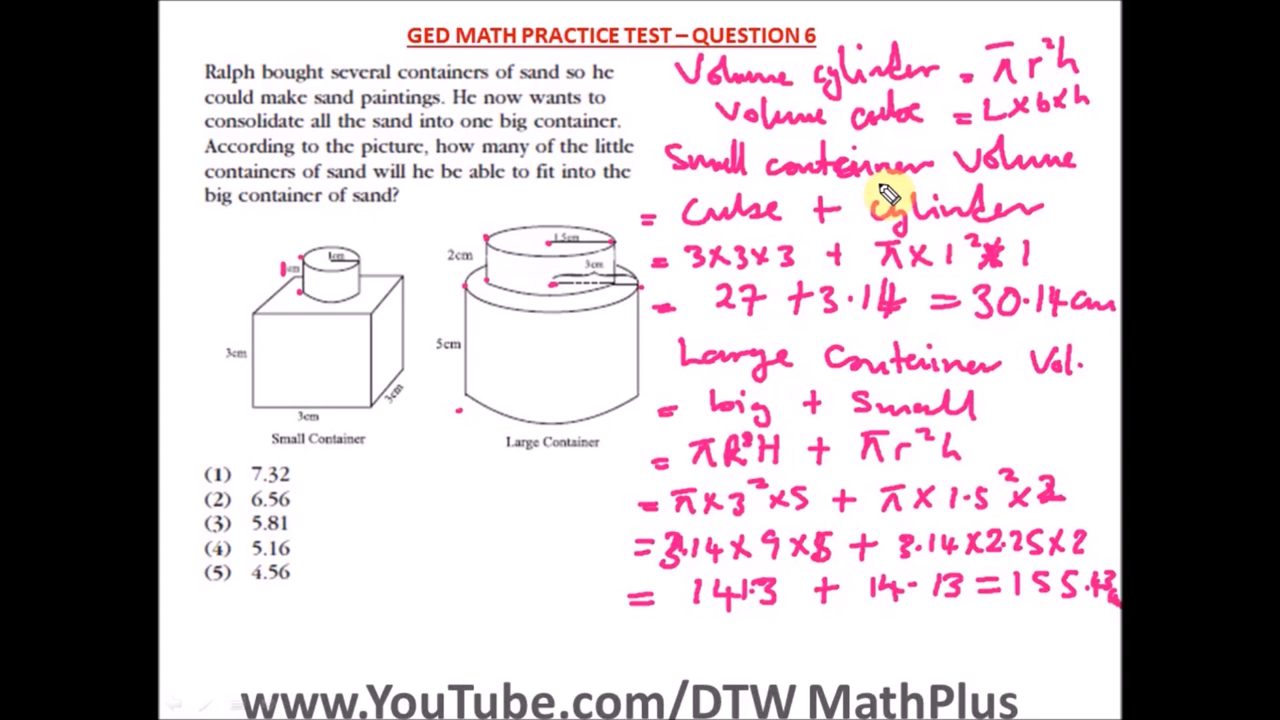 GED MATH PRACTICE TEST – QUESTION 6
Ralph bought several containers of sand so he
could make sand paintings. He now wants to
consolidate all the sand into one big container.
According to the picture, how many of the little
containers of sand will he be able to fit into the
big container of sand?
1cm
1cm
3cm
3cm
3cm
Small Container
1.5cm
2cm
3cm
5cm
Large Container
(1) 7.32
(2) 6.56
(3) 5.81
(4) 5.16
(5) 4.56
Volume cylinder = πr²h
Volume cube = L×b×h
Small container Volume
= Cube + cylinder
= 3×3×3 + π×1²×1
= 27 + 3.14 = 30.14cm
Large Container Vol.
= big + Small
= πR²H + πr²h
= π×3²×5 + π×1.5²×2
= 3.14×9×5 + 3.14×2.25×2
= 141.3 + 14.13 = 155.43
www.YouTube.com/DTW MathPlus